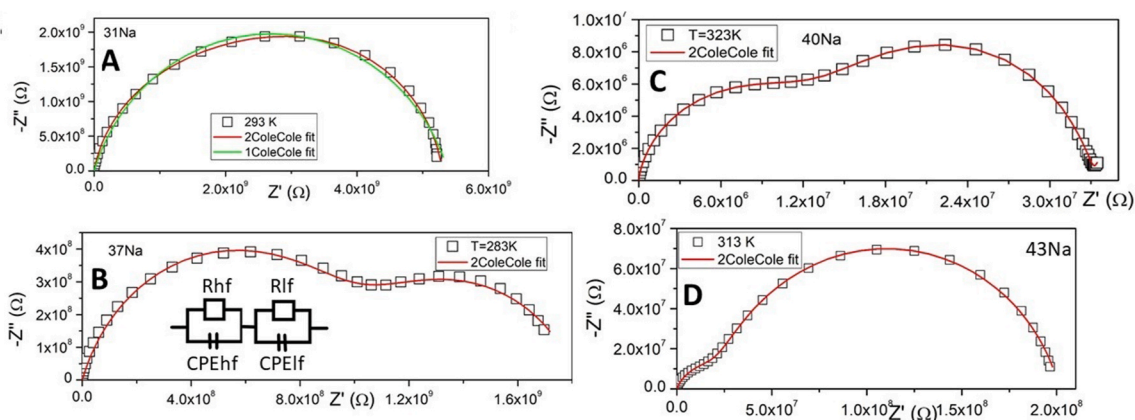 31Na
A
-Z'' (Ω)
2.0x10⁹
1.5x10⁹
1.0x10⁹
5.0x10⁸
0.0
293 K
2ColeCole fit
1ColeCole fit
0.0 2.0x10⁹ 4.0x10⁹ 6.0x10⁹
Z' (Ω)
37Na
B
-Z'' (Ω)
4x10⁸
3x10⁸
2x10⁸
1x10⁸
0
T=283K
2ColeCole fit
Rhf Rlf
CPEhf CPElf
0.0 4.0x10⁸ 8.0x10⁸ 1.2x10⁹ 1.6x10⁹
Z' (Ω)
40Na
C
-Z'' (Ω)
1.0x10⁷
8.0x10⁶
6.0x10⁶
4.0x10⁶
2.0x10⁶
0.0
T=323K
2ColeCole fit
0.0 6.0x10⁶ 1.2x10⁷ 1.8x10⁷ 2.4x10⁷ 3.0x10⁷
Z' (Ω)
43Na
D
-Z'' (Ω)
8.0x10⁷
6.0x10⁷
4.0x10⁷
2.0x10⁷
0.0
313 K
2ColeCole fit
0.0 5.0x10⁷ 1.0x10⁸ 1.5x10⁸ 2.0x10⁸
Z' (Ω)